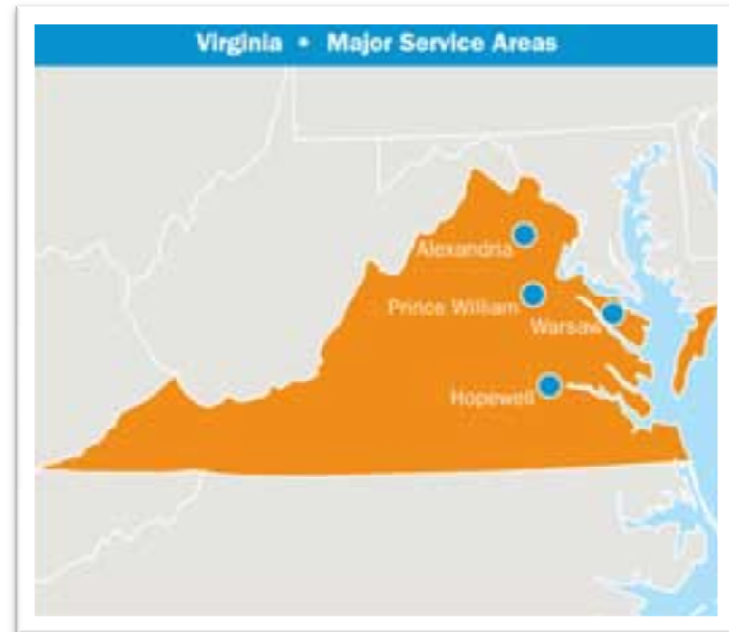 Virginia • Major Service Areas
Alexandria
Prince William
Warsaw
Hopewell